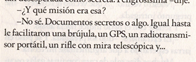 –¿Y qué misión era esa?
–No sé. Documentos secretos o algo. Igual hasta
le facilitaron una brújula, un GPS, un radiotransmi-
sor portátil, un rifle con mira telescópica y...